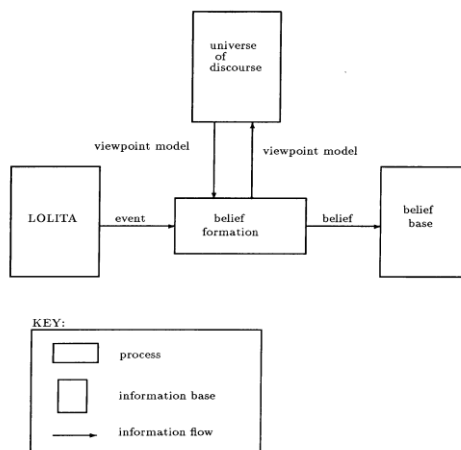 universe
of
discourse
viewpoint model
viewpoint model
LOLITA
event
belief
formation
belief
belief
base
KEY:
process
information base
information flow